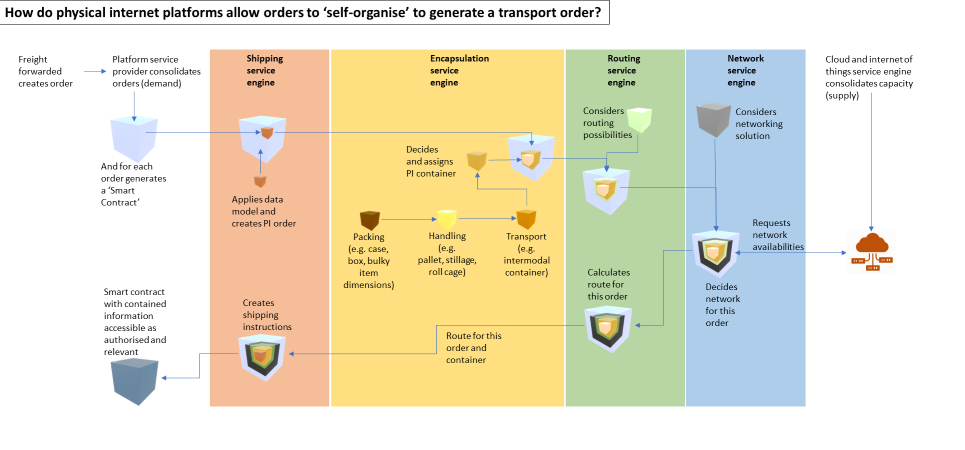 How do physical internet platforms allow orders to ‘self-organise’ to generate a transport order?
Freight
forwarded
creates order
Platform service
provider consolidates
orders (demand)
Shipping
service
engine
Encapsulation
service
engine
Routing
service
engine
Network
service
engine
Cloud and internet of
things service engine
consolidates capacity
(supply)
And for each
order generates
a ‘Smart
Contract’
Applies data
model and
creates PI order
Decides
and assigns
PI container
Considers
routing
possibilities
Considers
networking
solution
Packing
(e.g. case,
box, bulky
item
dimensions)
Handling
(e.g.
pallet, stillage,
roll cage)
Transport
(e.g.
intermodal
container)
Requests
network
availabilities
Decides
network
for this
order
Calculates
route for
this order
Route for this
order and
container
Creates
shipping
instructions
Smart contract
with contained
information
accessible as
authorised and
relevant